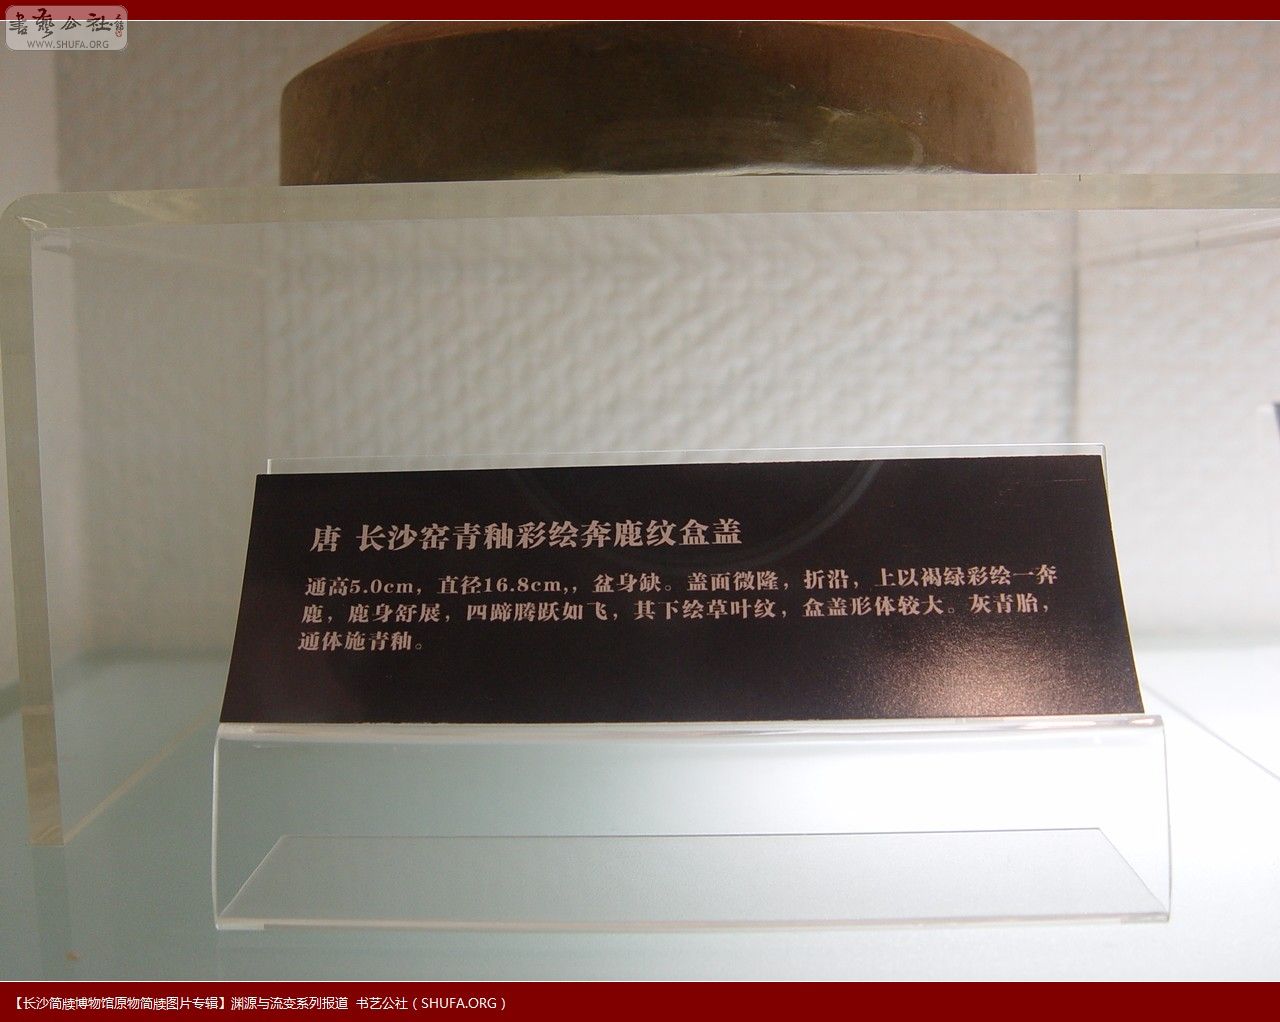 書藝公社
WWW.SHUFA.ORG
唐 长沙窑青釉彩绘奔鹿纹盒盖
通高5.0cm，直径16.8cm,，盆身缺。盖面微隆，折沿，上以褐绿彩绘一奔
鹿，鹿身舒展，四蹄腾跃如飞，其下绘草叶纹，盒盖形体较大。灰青胎，
通体施青釉。
【长沙简牍博物馆原物简牍图片专辑】渊源与流变系列报道 书艺公社（SHUFA.ORG）